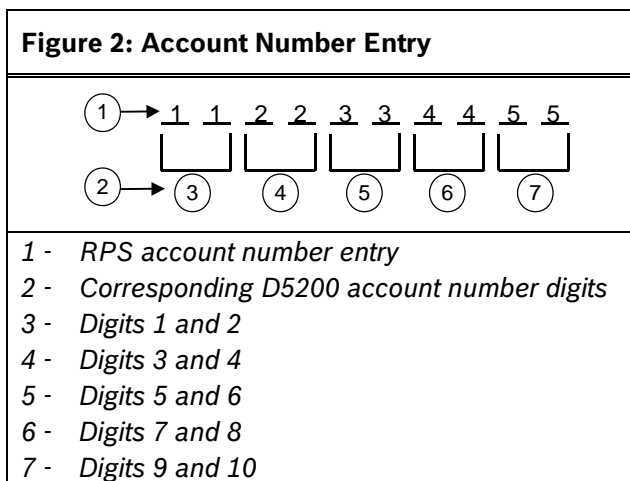 Figure 2: Account Number Entry
1 1 1 2 2 3 3 4 4 5 5
2 3 4 5 6 7
1 - RPS account number entry
2 - Corresponding D5200 account number digits
3 - Digits 1 and 2
4 - Digits 3 and 4
5 - Digits 5 and 6
6 - Digits 7 and 8
7 - Digits 9 and 10